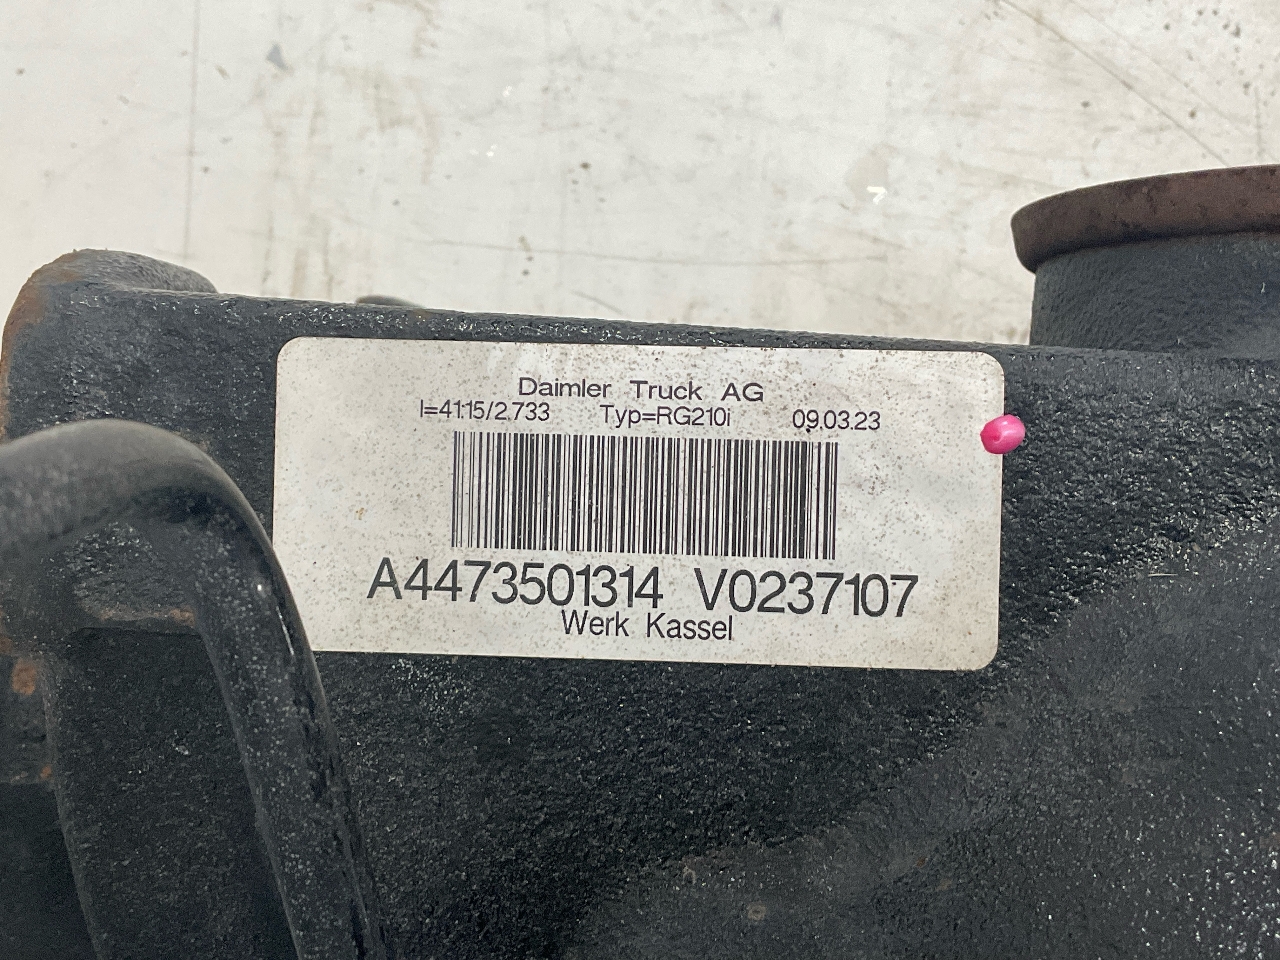 Daimler Truck AG
I=41:15/2.733 Typ=RG210i 09.03.23
A4473501314 V0237107
Werk Kassel